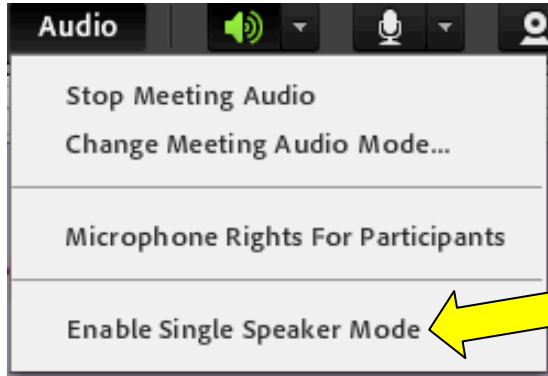 Audio
Stop Meeting Audio
Change Meeting Audio Mode...
Microphone Rights For Participants
Enable Single Speaker Mode